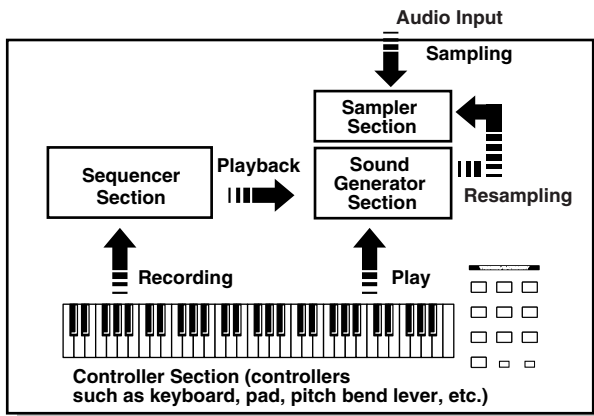 Audio Input
Sampling
Sampler
Section
Sequencer
Section
Playback
Sound
Generator
Section
Resampling
Recording
Play
Controller Section (controllers
such as keyboard, pad, pitch bend lever, etc.)